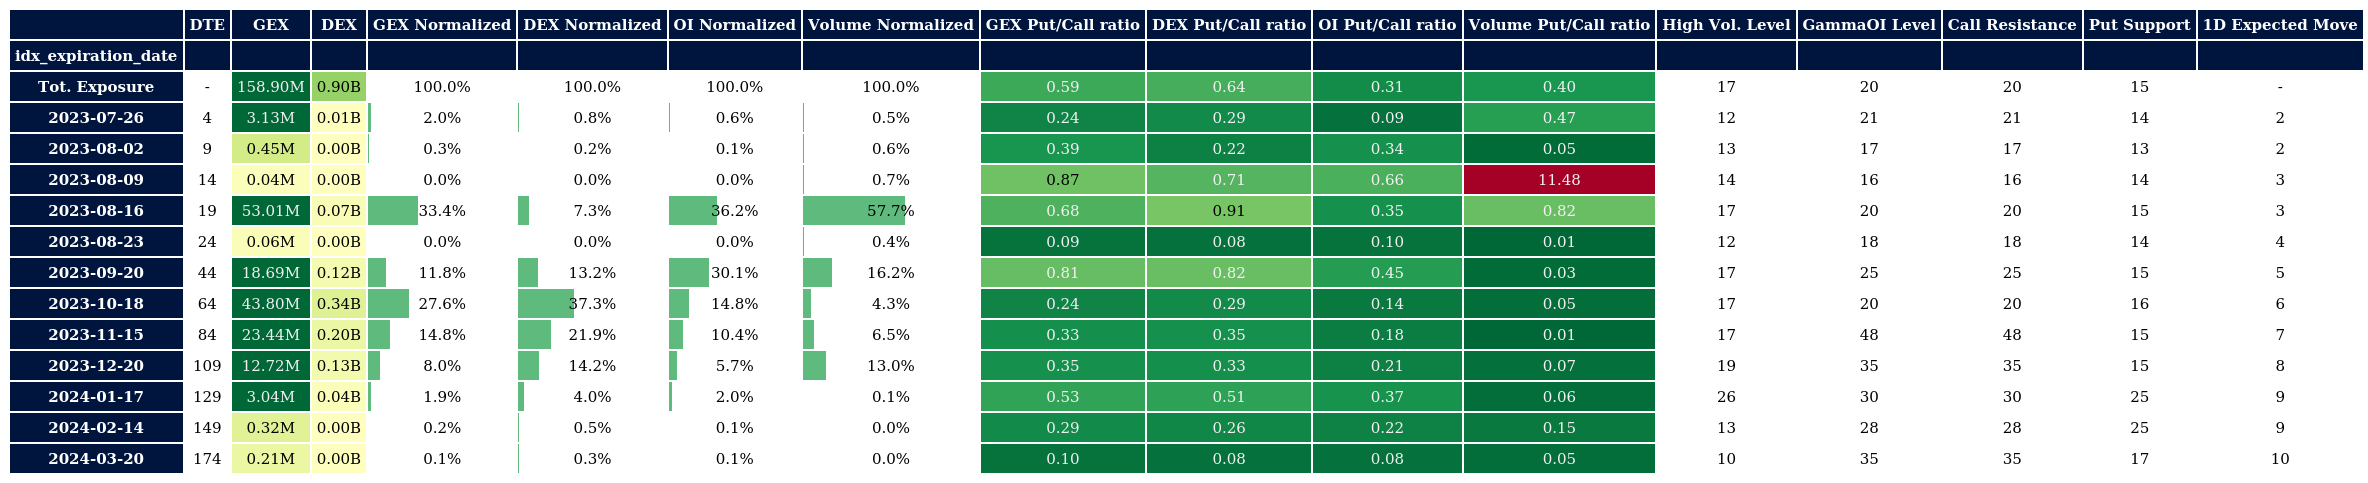 DTE GEX DEX GEX Normalized DEX Normalized OI Normalized Volume Normalized GEX Put/Call ratio DEX Put/Call ratio OI Put/Call ratio Volume Put/Call ratio High Vol. Level GammaOI Level Call Resistance Put Support 1D Expected Move
idx_expiration_date
Tot. Exposure - 158.90M 0.90B 100.0% 100.0% 100.0% 100.0% 0.59 0.64 0.31 0.40 17 20 20 15 -
2023-07-26 4 3.13M 0.01B 2.0% 0.8% 0.6% 0.5% 0.24 0.29 0.09 0.47 12 21 21 14 2
2023-08-02 9 0.45M 0.00B 0.3% 0.2% 0.1% 0.6% 0.39 0.22 0.34 0.05 13 17 17 13 2
2023-08-09 14 0.04M 0.00B 0.0% 0.0% 0.0% 0.7% 0.87 0.71 0.66 11.48 14 16 16 14 3
2023-08-16 19 53.01M 0.07B 33.4% 7.3% 36.2% 57.7% 0.68 0.91 0.35 0.82 17 20 20 15 3
2023-08-23 24 0.06M 0.00B 0.0% 0.0% 0.0% 0.4% 0.09 0.08 0.10 0.01 12 18 18 14 4
2023-09-20 44 18.69M 0.12B 11.8% 13.2% 30.1% 16.2% 0.81 0.82 0.45 0.03 17 25 25 15 5
2023-10-18 64 43.80M 0.34B 27.6% 37.3% 14.8% 4.3% 0.24 0.29 0.14 0.05 17 20 20 16 6
2023-11-15 84 23.44M 0.20B 14.8% 21.9% 10.4% 6.5% 0.33 0.35 0.18 0.01 17 48 48 15 7
2023-12-20 109 12.72M 0.13B 8.0% 14.2% 5.7% 13.0% 0.35 0.33 0.21 0.07 19 35 35 15 8
2024-01-17 129 3.04M 0.04B 1.9% 4.0% 2.0% 0.1% 0.53 0.51 0.37 0.06 26 30 30 25 9
2024-02-14 149 0.32M 0.00B 0.2% 0.5% 0.1% 0.0% 0.29 0.26 0.22 0.15 13 28 28 25 9
2024-03-20 174 0.21M 0.00B 0.1% 0.3% 0.1% 0.0% 0.10 0.08 0.08 0.05 10 35 35 17 10